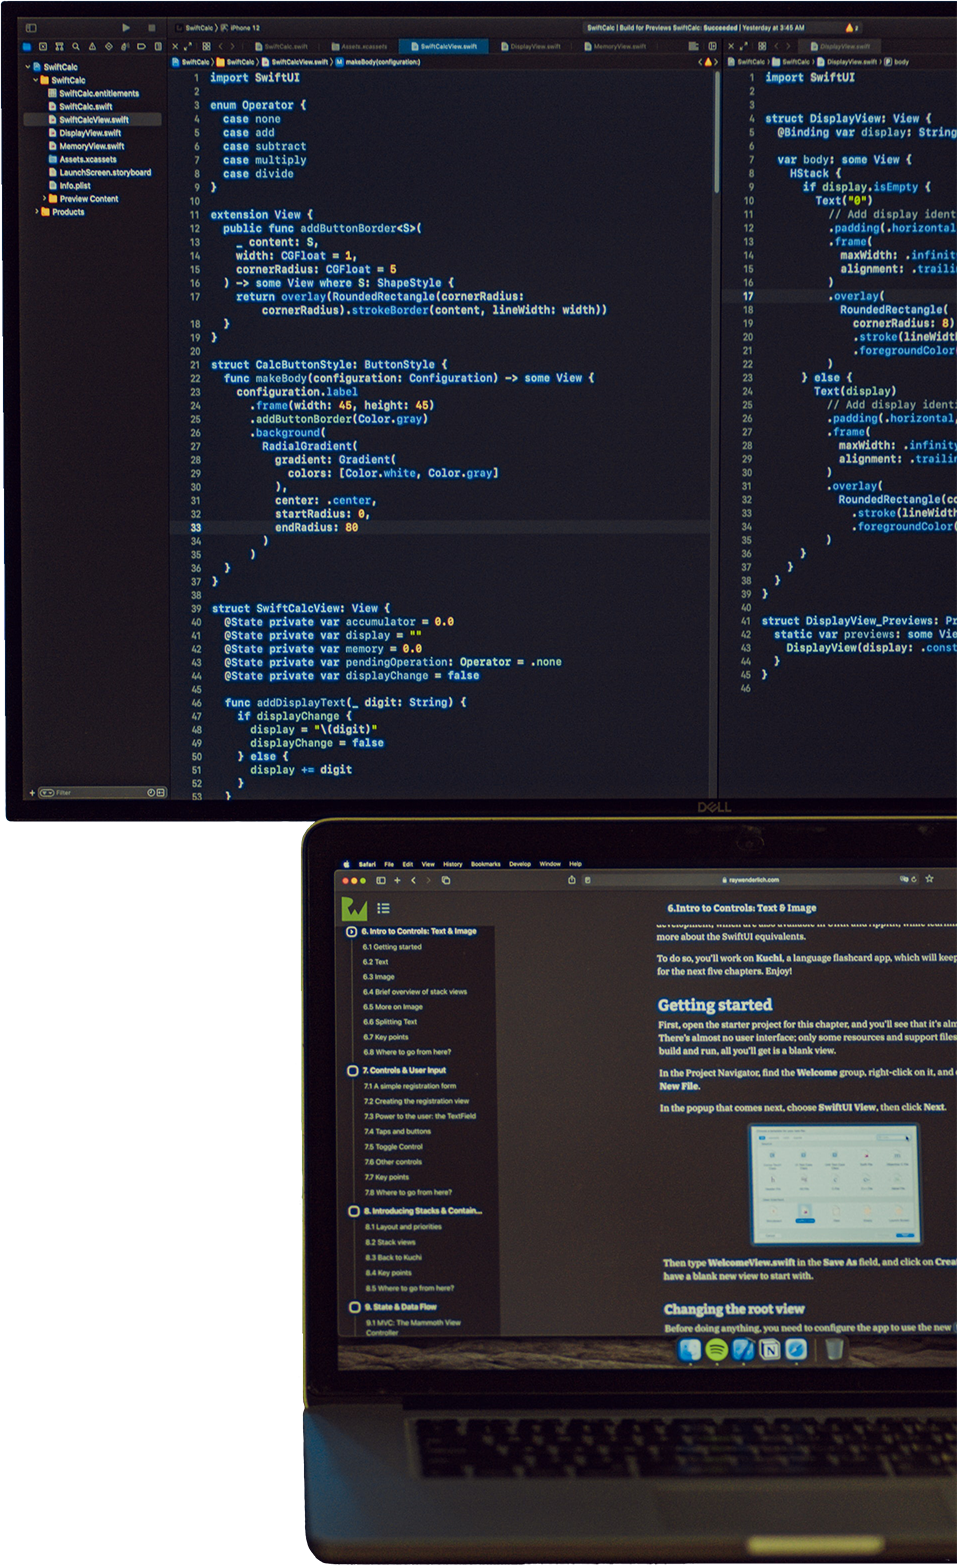 SwiftCalc
iPhone 12
SwiftCalc | Build for Previews SwiftCalc: Succeeded | Yesterday at 3:45 AM
2
SwiftCalc
SwiftCalc
SwiftCalc.entitlements
SwiftCalc.swift
SwiftCalcView.swift
DisplayView.swift
MemoryView.swift
Assets.xcassets
LaunchScreen.storyboard
Info.plist
Preview Content
Products
Filter
SwiftCalc.swift
Assets.xcassets
SwiftCalcView.swift
DisplayView.swift
MemoryView.swift
SwiftCalc
SwiftCalc
SwiftCalcView.swift
M makeBody(configuration:)
1 import SwiftUI
2
3 enum Operator {
4 case none
5 case add
6 case subtract
7 case multiply
8 case divide
9 }
10
11 extension View {
12 public func addButtonBorder<S>(
13 _ content: S,
14 width: CGFloat = 1,
15 cornerRadius: CGFloat = 5
16 ) -> some View where S: ShapeStyle {
17 return overlay(RoundedRectangle(cornerRadius:
cornerRadius).strokeBorder(content, lineWidth: width))
18 }
19 }
20
21 struct CalcButtonStyle: ButtonStyle {
22 func makeBody(configuration: Configuration) -> some View {
23 configuration.label
24 .frame(width: 45, height: 45)
25 .addButtonBorder(Color.gray)
26 .background(
27 RadialGradient(
28 gradient: Gradient(
29 colors: [Color.white, Color.gray]
30 ),
31 center: .center,
32 startRadius: 0,
33 endRadius: 80
34 )
35 )
36 }
37 }
38
39 struct SwiftCalcView: View {
40 @State private var accumulator = 0.0
41 @State private var display = ""
42 @State private var memory = 0.0
43 @State private var pendingOperation: Operator = .none
44 @State private var displayChange = false
45
46 func addDisplayText(_ digit: String) {
47 if displayChange {
48 display = "\(digit)"
49 displayChange = false
50 } else {
51 display += digit
52 }
53 }
DisplayView.swift
SwiftCalc
SwiftCalc
DisplayView.swift
P body
1 import SwiftUI
2
3
4 struct DisplayView: View {
5 @Binding var display: String
6
7 var body: some View {
8 HStack {
9 if display.isEmpty {
10 Text("0")
11 // Add display identi
12 .padding(.horizontal
13 .frame(
14 maxWidth: .infinity
15 alignment: .trailin
16 )
17 .overlay(
18 RoundedRectangle(
19 cornerRadius: 8)
20 .stroke(lineWidth
21 .foregroundColor(
22 )
23 } else {
24 Text(display)
25 // Add display identi
26 .padding(.horizontal,
27 .frame(
28 maxWidth: .infinity
29 alignment: .trailin
30 )
31 .overlay(
32 RoundedRectangle(co
33 .stroke(lineWidth
34 .foregroundColor(
35 )
36 }
37 }
38 }
39 }
40
41 struct DisplayView_Previews: Pr
42 static var previews: some Vie
43 DisplayView(display: .const
44 }
45 }
46
DELL
Safari File Edit View History Bookmarks Develop Window Help
raywenderlich.com
6.Intro to Controls: Text & Image
6. Intro to Controls: Text & Image
6.1 Getting started
6.2 Text
6.3 Image
6.4 Brief overview of stack views
6.5 More on Image
6.6 Splitting Text
6.7 Key points
6.8 Where to go from here?
7. Controls & User Input
7.1 A simple registration form
7.2 Creating the registration view
7.3 Power to the user: the TextField
7.4 Taps and buttons
7.5 Toggle Control
7.6 Other controls
7.7 Key points
7.8 Where to go from here?
8. Introducing Stacks & Contain...
8.1 Layout and priorities
8.2 Stack views
8.3 Back to Kuchi
8.4 Key points
8.5 Where to go from here?
9. State & Data Flow
9.1 MVC: The Mammoth View
Controller
more about the SwiftUI equivalents.
To do so, you'll work on Kuchi, a language flashcard app, which will keep
for the next five chapters. Enjoy!
Getting started
First, open the starter project for this chapter, and you'll see that it's alm
There's almost no user interface; only some resources and support files
build and run, all you'll get is a blank view.
In the Project Navigator, find the Welcome group, right-click on it, and
New File.
In the popup that comes next, choose SwiftUI View, then click Next.
Then type WelcomeView.swift in the Save As field, and click on Crea
have a blank new view to start with.
Changing the root view
Before doing anything, you need to configure the app to use the new